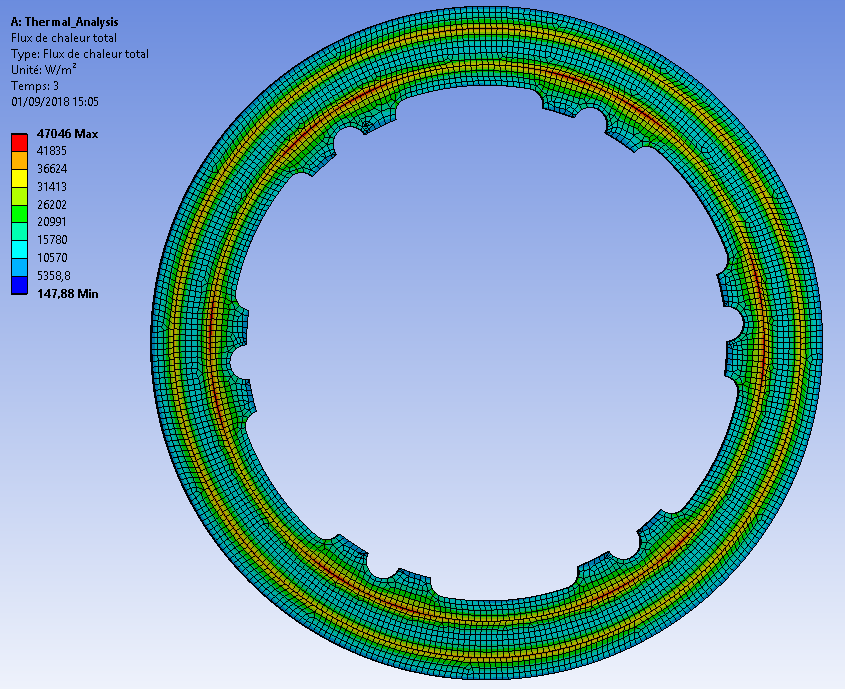 A: Thermal_Analysis
Flux de chaleur total
Type: Flux de chaleur total
Unité: W/m²
Temps: 3
01/09/2018 15:05
47046 Max
41835
36624
31413
26202
20991
15780
10570
5358,8
147,88 Min